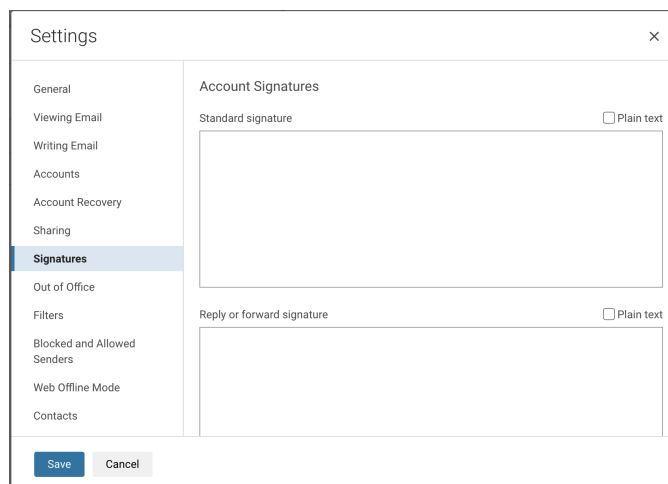 Settings
General
Viewing Email
Writing Email
Accounts
Account Recovery
Sharing
Signatures
Out of Office
Filters
Blocked and Allowed
Senders
Web Offline Mode
Contacts
Account Signatures
Standard signature
Plain text
Reply or forward signature
Plain text
Save
Cancel